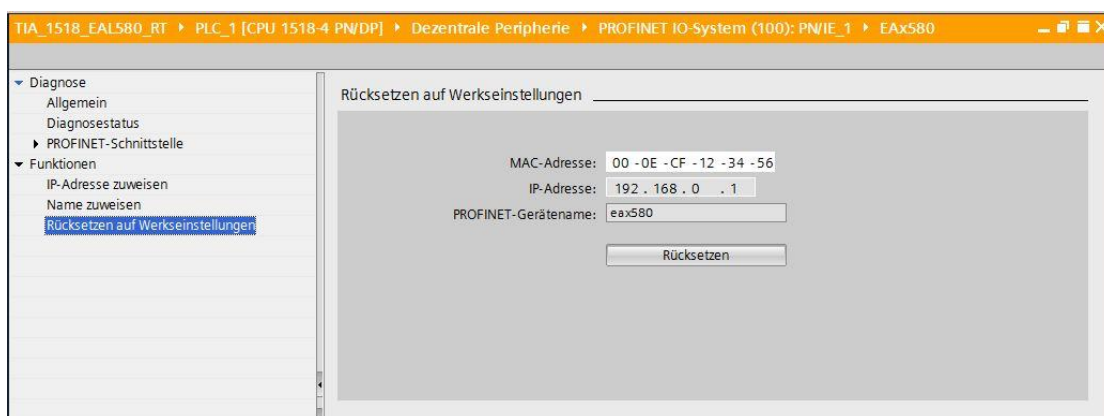 TIA_1518_EAL580_RT ▸ PLC_1 [CPU 1518-4 PN/DP] ▸ Dezentrale Peripherie ▸ PROFINET IO-System (100): PN/IE_1 ▸ EAx580
Diagnose
Allgemein
Diagnosestatus
PROFINET-Schnittstelle
Funktionen
IP-Adresse zuweisen
Name zuweisen
Rücksetzen auf Werkseinstellungen
Rücksetzen auf Werkseinstellungen
MAC-Adresse: 00 -0E -CF -12 -34 -56
IP-Adresse: 192 . 168 . 0 . 1
PROFINET-Gerätename: eax580
Rücksetzen